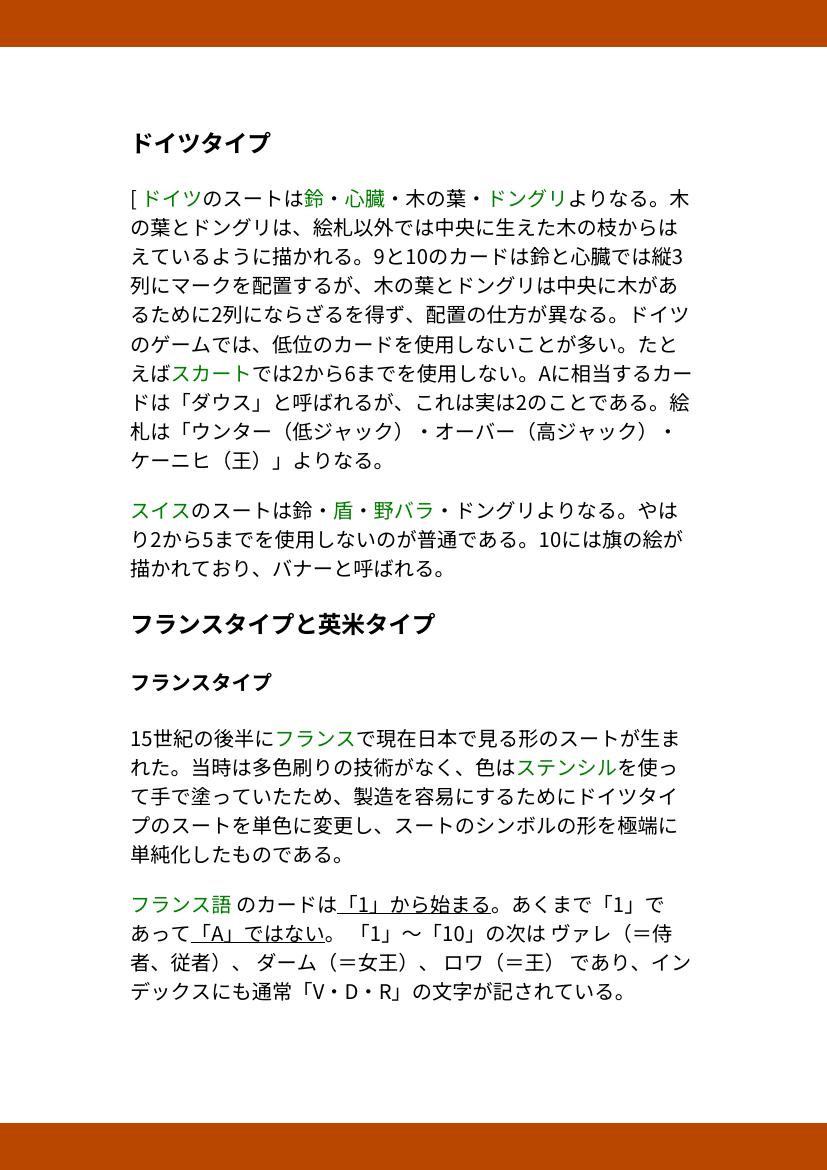 ドイツタイプ
[ ドイツのスートは鈴・心臓・木の葉・ドングリよりなる。木
の葉とドングリは、絵札以外では中央に生えた木の枝からは
えているように描かれる。9と10のカードは鈴と心臓では縦3
列にマークを配置するが、木の葉とドングリは中央に木があ
るために2列にならざるを得ず、配置の仕方が異なる。ドイツ
のゲームでは、低位のカードを使用しないことが多い。たと
えばスカートでは2から6までを使用しない。Aに相当するカー
ドは「ダウス」と呼ばれるが、これは実は2のことである。絵
札は「ウンター（低ジャック）・オーバー（高ジャック）・
ケーニヒ（王）」よりなる。
スイスのスートは鈴・盾・野バラ・ドングリよりなる。やは
り2から5までを使用しないのが普通である。10には旗の絵が
描かれており、バナーと呼ばれる。
フランスタイプと英米タイプ
フランスタイプ
15世紀の後半にフランスで現在日本で見る形のスートが生ま
れた。当時は多色刷りの技術がなく、色はステンシルを使っ
て手で塗っていたため、製造を容易にするためにドイツタイ
プのスートを単色に変更し、スートのシンボルの形を極端に
単純化したものである。
フランス語 のカードは「1」から始まる。あくまで「1」で
あって「A」ではない。 「1」～「10」の次は ヴァレ（＝侍
者、従者）、 ダーム（＝女王）、 ロワ（＝王） であり、イン
デックスにも通常「V・D・R」の文字が記されている。